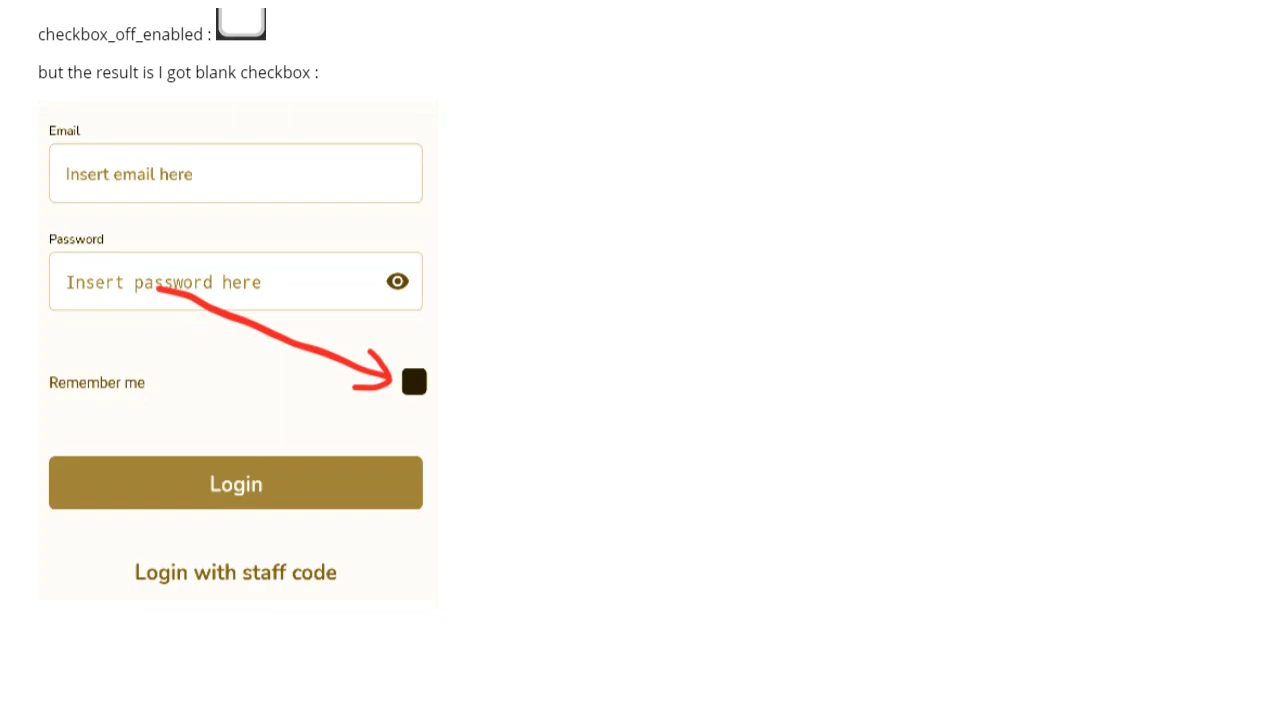 checkbox_off_enabled :
but the result is I got blank checkbox :
Email
Insert email here
Password
Insert password here
Remember me
Login
Login with staff code